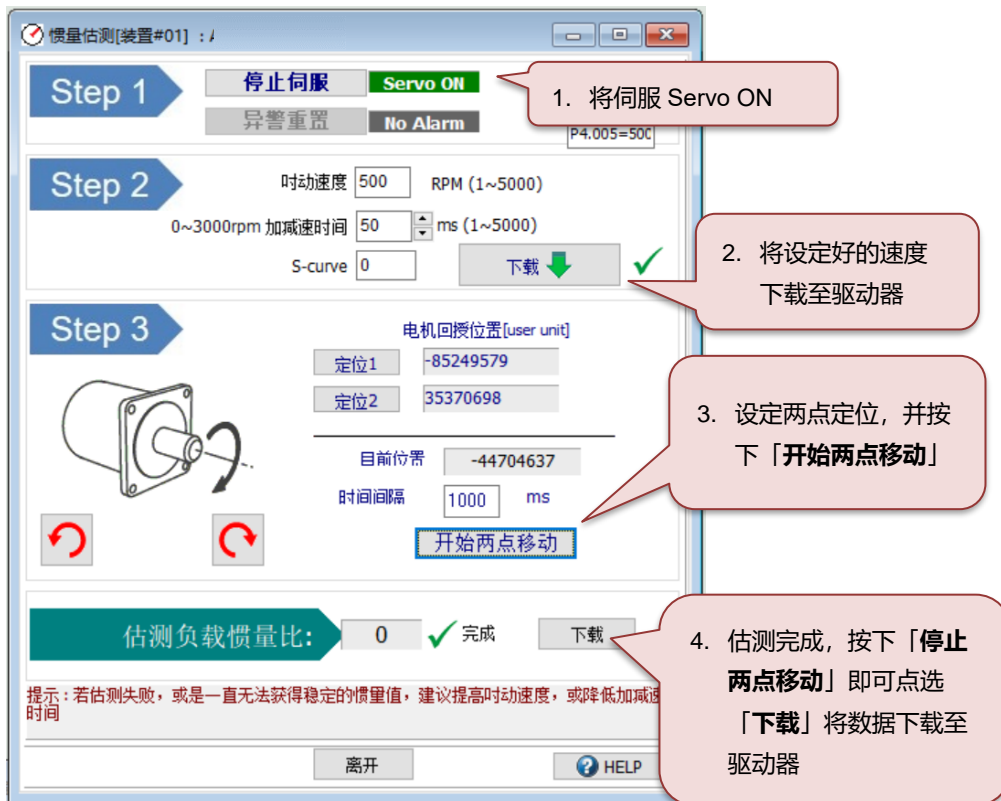 惯量估测[装置#01] :
Step 1
停止伺服
Servo ON
异警重置
No Alarm
P4.005=500
1. 将伺服 Servo ON
Step 2
吋动速度 500 RPM (1~5000)
0~3000rpm 加减速时间 50 ms (1~5000)
S-curve 0
下载
2. 将设定好的速度
下载至驱动器
Step 3
电机回授位置[user unit]
定位1 -85249579
定位2 35370698
目前位置 -44704637
时间间隔 1000 ms
开始两点移动
3. 设定两点定位，并按
下「开始两点移动」
估测负载惯量比: 0 完成 下载
4. 估测完成，按下「停止
两点移动」即可点选
「下载」将数据下载至
驱动器
提示:若估测失败，或是一直无法获得稳定的惯量值，建议提高吋动速度，或降低加减速
时间
离开
HELP